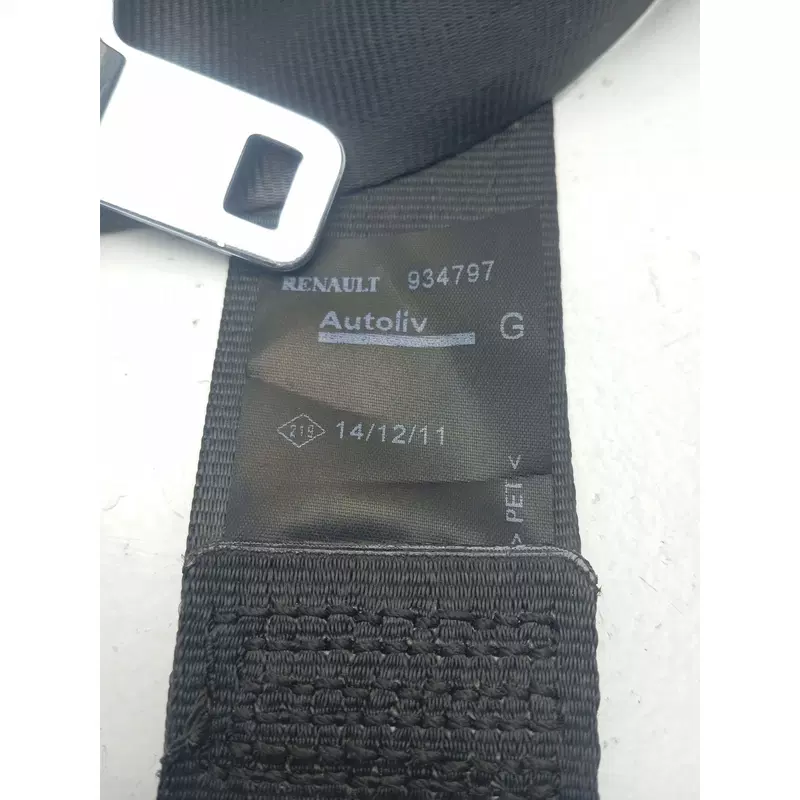 RENAULT 934797
Autoliv G
219 14/12/11
>PET<